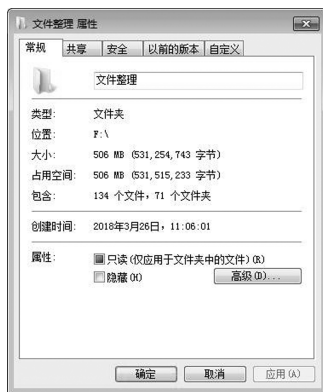 文件整理 属性
常规 共享 安全 以前的版本 自定义
文件整理
类型: 文件夹
位置: F:\
大小: 506 MB (531,254,743 字节)
占用空间: 506 MB (531,515,233 字节)
包含: 134 个文件，71 个文件夹
创建时间: 2018年3月26日，11:06:01
属性: 只读(仅应用于文件夹中的文件)(R)
隐藏(H) 高级(D)...
确定 取消 应用(A)